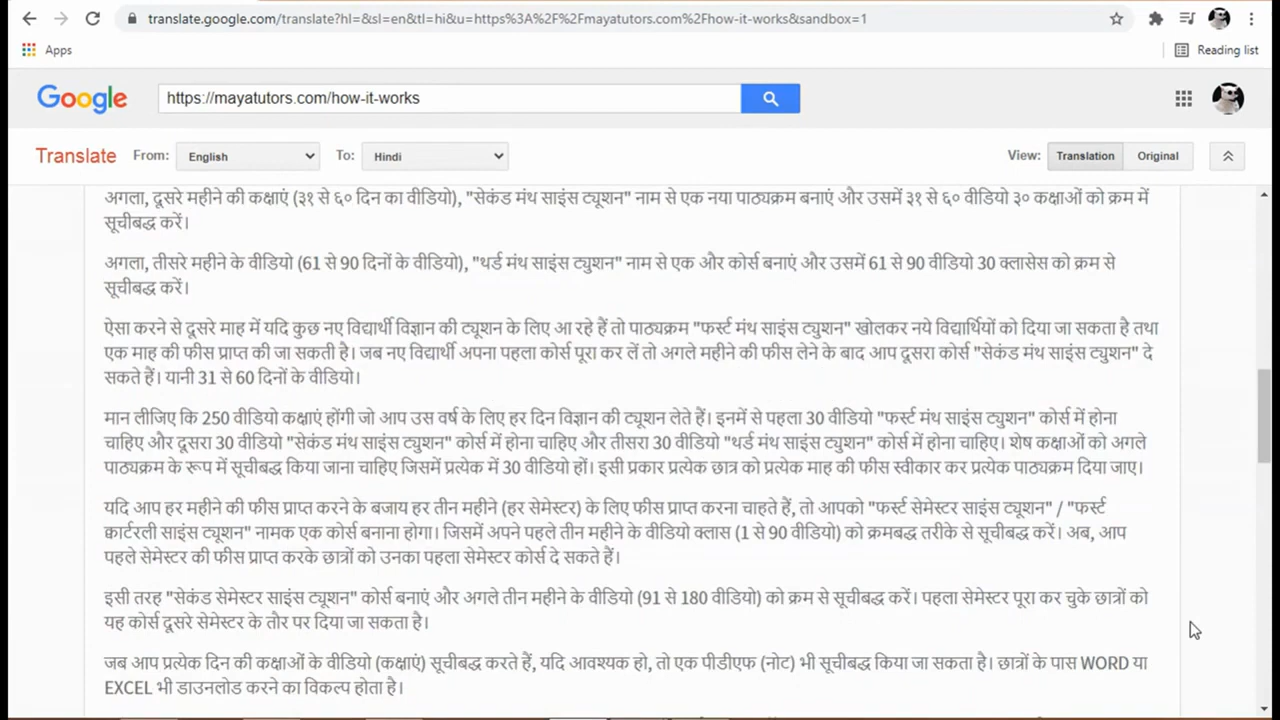 translate.google.com/translate?hl=&sl=en&tl=hi&u=https%3A%2F%2Fmayatutors.com%2Fhow-it-works&sandbox=1
Apps
Reading list
Google
https://mayatutors.com/how-it-works
Translate From: English To: Hindi View: Translation Original
अगला, दूसरे महीने की कक्षाएं (३१ से ६० दिन का वीडियो), "सेकंड मंथ साइंस ट्यूशन" नाम से एक नया पाठ्यक्रम बनाएं और उसमें ३१ से ६० वीडियो ३० कक्षाओं को क्रम में
सूचीबद्ध करें।
अगला, तीसरे महीने के वीडियो (61 से 90 दिनों के वीडियो), "थर्ड मंथ साइंस ट्युशन" नाम से एक और कोर्स बनाएं और उसमें 61 से 90 वीडियो 30 क्लासेस को क्रम से
सूचीबद्ध करें।
ऐसा करने से दूसरे माह में यदि कुछ नए विद्यार्थी विज्ञान की ट्यूशन के लिए आ रहे हैं तो पाठ्यक्रम "फर्स्ट मंथ साइंस ट्युशन" खोलकर नये विद्यार्थियों को दिया जा सकता है तथा
एक माह की फीस प्राप्त की जा सकती है। जब नए विद्यार्थी अपना पहला कोर्स पूरा कर लें तो अगले महीने की फीस लेने के बाद आप दूसरा कोर्स "सेकंड मंथ साइंस ट्युशन" दे
सकते हैं। यानी 31 से 60 दिनों के वीडियो।
मान लीजिए कि 250 वीडियो कक्षाएं होंगी जो आप उस वर्ष के लिए हर दिन विज्ञान की ट्यूशन लेते हैं। इनमें से पहला 30 वीडियो "फर्स्ट मंथ साइंस ट्युशन" कोर्स में होना
चाहिए और दूसरा 30 वीडियो "सेकंड मंथ साइंस ट्युशन" कोर्स में होना चाहिए और तीसरा 30 वीडियो "थर्ड मंथ साइंस ट्युशन" कोर्स में होना चाहिए। शेष कक्षाओं को अगले
पाठ्यक्रम के रूप में सूचीबद्ध किया जाना चाहिए जिसमें प्रत्येक में 30 वीडियो हों। इसी प्रकार प्रत्येक छात्र को प्रत्येक माह की फीस स्वीकार कर प्रत्येक पाठ्यक्रम दिया जाए।
यदि आप हर महीने की फीस प्राप्त करने के बजाय हर तीन महीने (हर सेमेस्टर) के लिए फीस प्राप्त करना चाहते हैं, तो आपको "फर्स्ट सेमेस्टर साइंस ट्यूशन" / "फर्स्ट
क्वार्टरली साइंस ट्यूशन" नामक एक कोर्स बनाना होगा। जिसमें अपने पहले तीन महीने के वीडियो क्लास (1 से 90 वीडियो) को क्रमबद्ध तरीके से सूचीबद्ध करें। अब, आप
पहले सेमेस्टर की फीस प्राप्त करके छात्रों को उनका पहला सेमेस्टर कोर्स दे सकते हैं।
इसी तरह "सेकंड सेमेस्टर साइंस ट्यूशन" कोर्स बनाएं और अगले तीन महीने के वीडियो (91 से 180 वीडियो) को क्रम से सूचीबद्ध करें। पहला सेमेस्टर पूरा कर चुके छात्रों को
यह कोर्स दूसरे सेमेस्टर के तौर पर दिया जा सकता है।
जब आप प्रत्येक दिन की कक्षाओं के वीडियो (कक्षाएं) सूचीबद्ध करते हैं, यदि आवश्यक हो, तो एक पीडीएफ (नोट) भी सूचीबद्ध किया जा सकता है। छात्रों के पास WORD या
EXCEL भी डाउनलोड करने का विकल्प होता है।